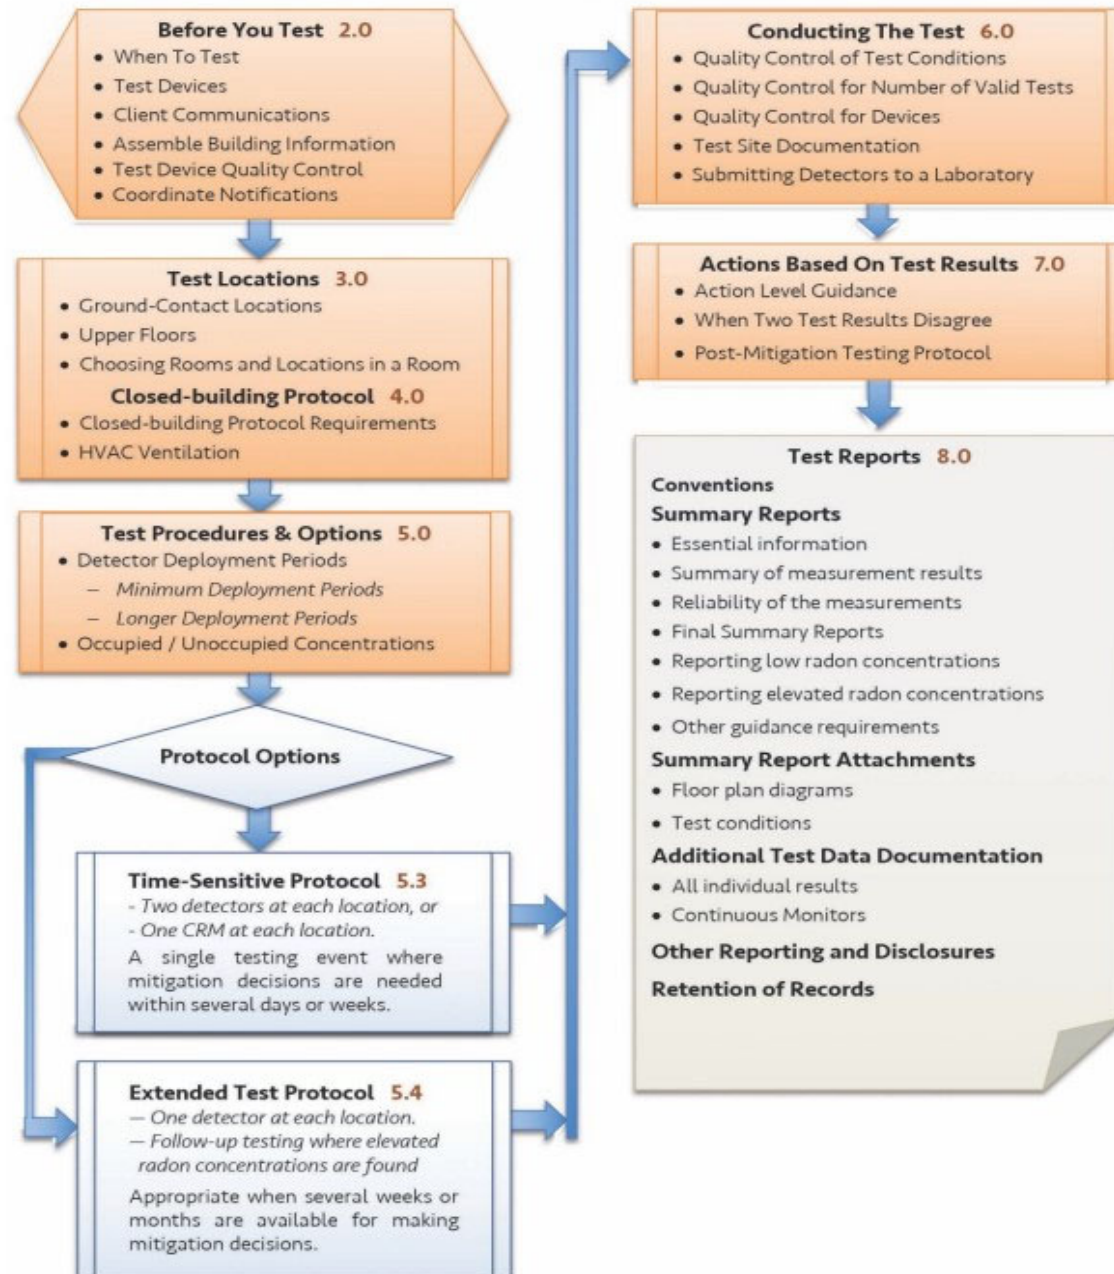 Before You Test 2.0
• When To Test
• Test Devices
• Client Communications
• Assemble Building Information
• Test Device Quality Control
• Coordinate Notifications
Test Locations 3.0
• Ground-Contact Locations
• Upper Floors
• Choosing Rooms and Locations in a Room
Closed-building Protocol 4.0
• Closed-building Protocol Requirements
• HVAC Ventilation
Test Procedures & Options 5.0
• Detector Deployment Periods
– Minimum Deployment Periods
– Longer Deployment Periods
• Occupied / Unoccupied Concentrations
Protocol Options
Time-Sensitive Protocol 5.3
- Two detectors at each location, or
- One CRM at each location.
A single testing event where
mitigation decisions are needed
within several days or weeks.
Extended Test Protocol 5.4
— One detector at each location.
— Follow-up testing where elevated
radon concentrations are found
Appropriate when several weeks or
months are available for making
mitigation decisions.
Conducting The Test 6.0
• Quality Control of Test Conditions
• Quality Control for Number of Valid Tests
• Quality Control for Devices
• Test Site Documentation
• Submitting Detectors to a Laboratory
Actions Based On Test Results 7.0
• Action Level Guidance
• When Two Test Results Disagree
• Post-Mitigation Testing Protocol
Test Reports 8.0
Conventions
Summary Reports
• Essential information
• Summary of measurement results
• Reliability of the measurements
• Final Summary Reports
• Reporting low radon concentrations
• Reporting elevated radon concentrations
• Other guidance requirements
Summary Report Attachments
• Floor plan diagrams
• Test conditions
Additional Test Data Documentation
• All individual results
• Continuous Monitors
Other Reporting and Disclosures
Retention of Records